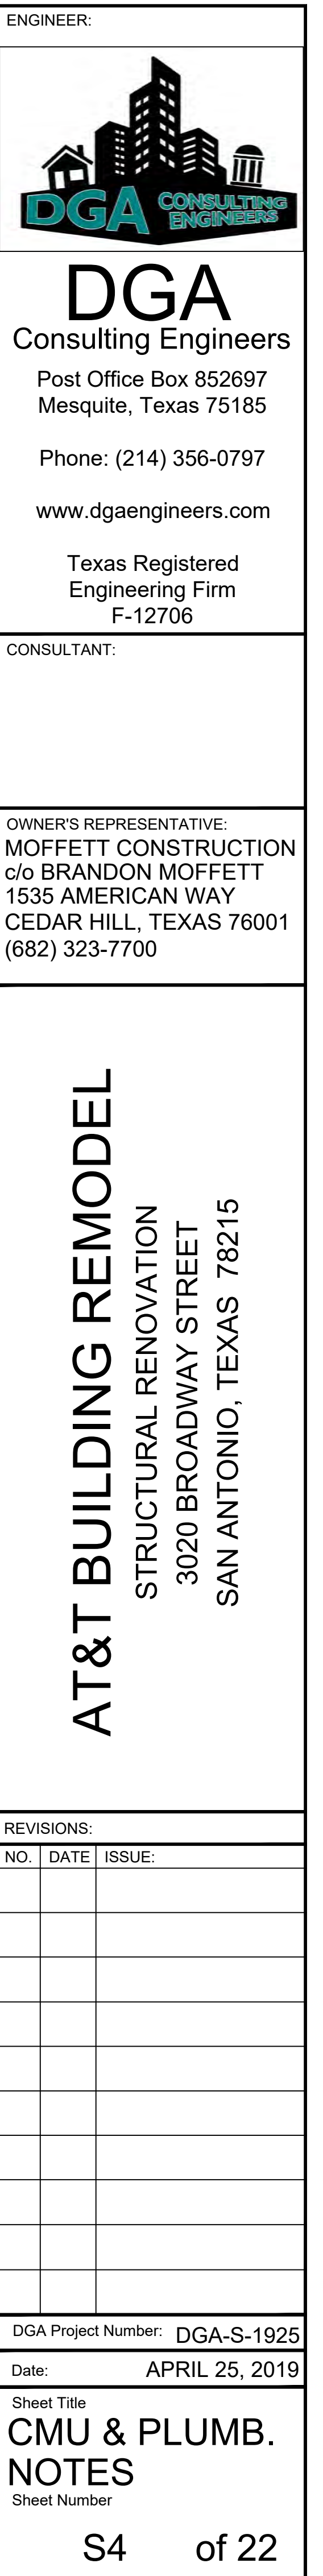 ENGINEER:
DGA CONSULTING
ENGINEERS
DGA
Consulting Engineers
Post Office Box 852697
Mesquite, Texas 75185
Phone: (214) 356-0797
www.dgaengineers.com
Texas Registered
Engineering Firm
F-12706
CONSULTANT:
OWNER'S REPRESENTATIVE:
MOFFETT CONSTRUCTION
c/o BRANDON MOFFETT
1535 AMERICAN WAY
CEDAR HILL, TEXAS 76001
(682) 323-7700
AT&T BUILDING REMODEL
STRUCTURAL RENOVATION
3020 BROADWAY STREET
SAN ANTONIO, TEXAS 78215
REVISIONS:
NO. DATE ISSUE:
DGA Project Number: DGA-S-1925
Date: APRIL 25, 2019
Sheet Title
CMU & PLUMB.
NOTES
Sheet Number
S4 of 22